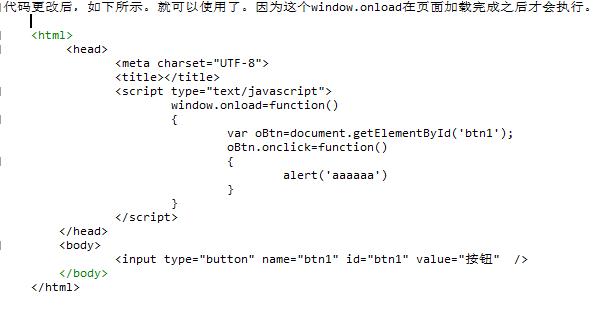 代码更改后，如下所示。就可以使用了。因为这个window.onload在页面加载完成之后才会执行。
<html>
<head>
<meta charset="UTF-8">
<title></title>
<script type="text/javascript">
window.onload=function()
{
var oBtn=document.getElementById('btn1');
oBtn.onclick=function()
{
alert('aaaaaa')
}
}
</script>
</head>
<body>
<input type="button" name="btn1" id="btn1" value="按钮"  />
</body>
</html>